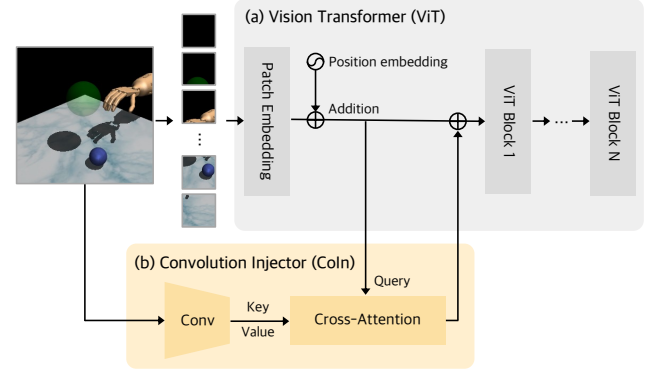 (a) Vision Transformer (ViT)
Patch Embedding
Position embedding
Addition
ViT Block 1
...
ViT Block N
(b) Convolution Injector (CoIn)
Query
Conv
Key
Value
Cross-Attention